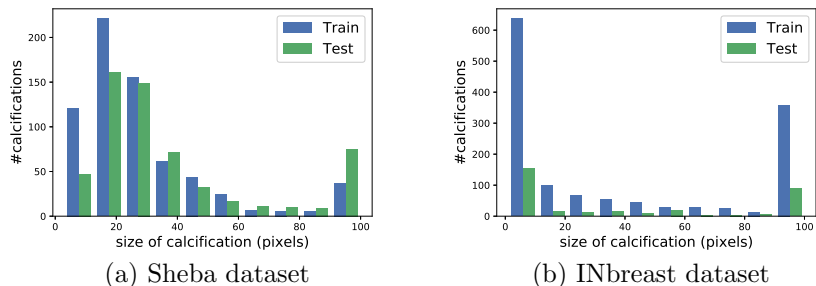 Train
Test
#calcifications
200
150
100
50
0
0 20 40 60 80 100
size of calcification (pixels)
(a) Sheba dataset
Train
Test
#calcifications
600
500
400
300
200
100
0
0 20 40 60 80 100
size of calcification (pixels)
(b) INbreast dataset